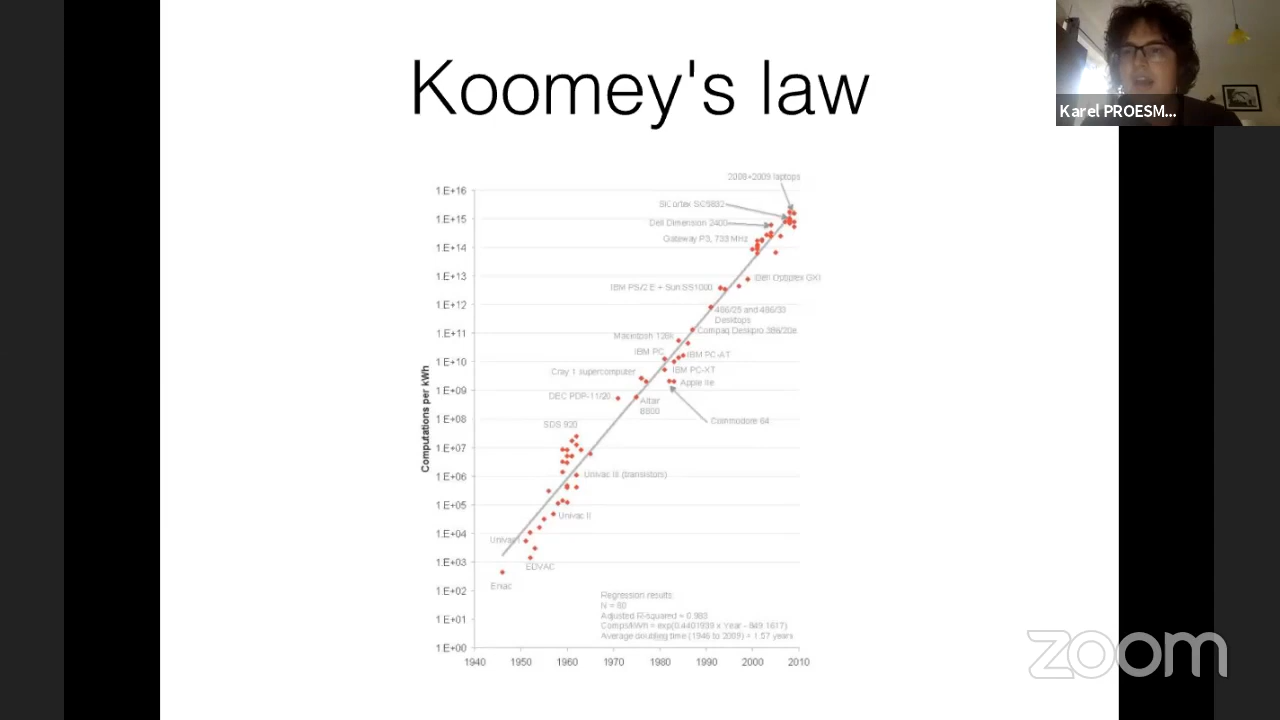 Koomey's law
Karel PROESM...
2008+2009 laptops
1.E+16
SiCortex SC5832
1.E+15
Dell Dimension 2400
Gateway P3, 733 MHz
1.E+14
1.E+13
IBM PS/2 E + Sun SS1000
1.E+12
486/25 and 486/33
Desktops
1.E+11
Compaq Deskpro 386/20e
Macintosh 128k
IBM PC
IBM PC-AT
1.E+10
IBM PC-XT
Cray 1 supercomputer
Apple IIe
1.E+09
DEC PDP-11/20
Altair
8800
1.E+08
Commodore 64
SDS 920
1.E+07
1.E+06
Univac III (transistors)
1.E+05
Univac II
1.E+04
Univac I
1.E+03
EDVAC
1.E+02
Eniac
Computations per kWh
Regression results:
N = 80
Adjusted R-squared = 0.983
Comps/kWh = exp(0.4401939 x Year - 849.1617)
Average doubling time (1946 to 2009) = 1.57 years
1.E+01
1.E+00
1940 1950 1960 1970 1980 1990 2000 2010
zoom